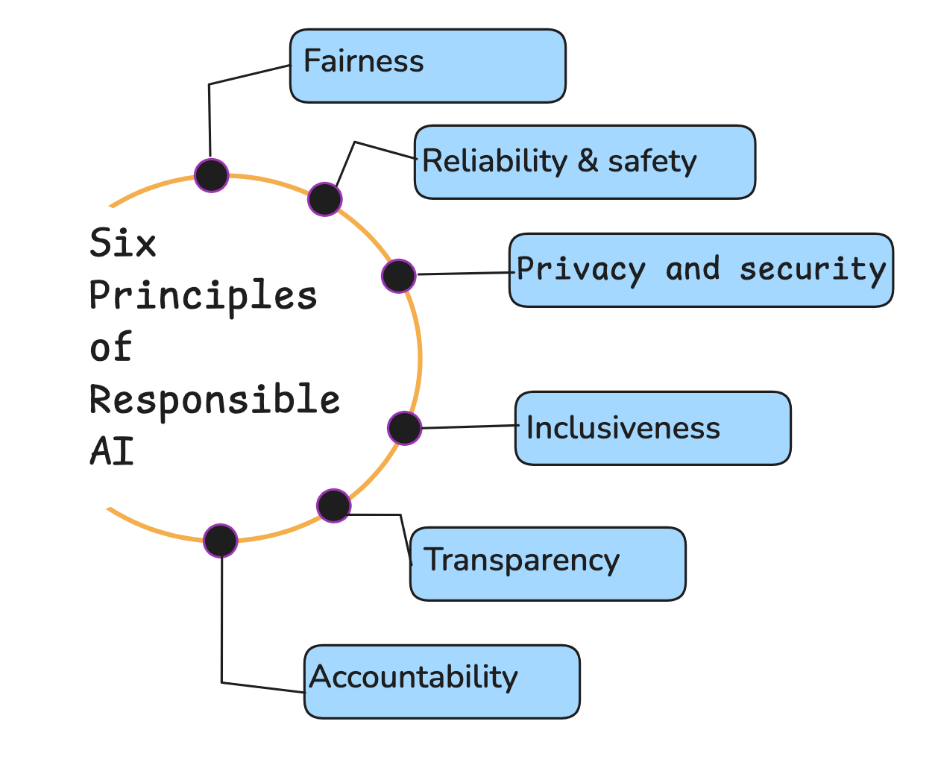 Fairness
Reliability & safety
Privacy and security
Six
Principles
of
Responsible
AI
Inclusiveness
Transparency
Accountability